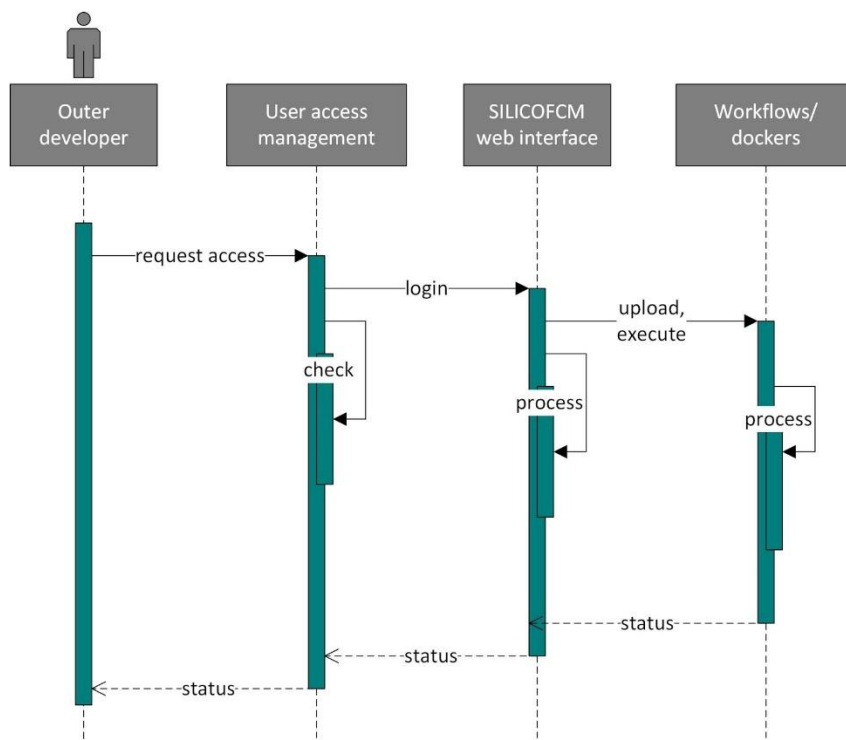 Outer
developer
User access
management
SILICOFCM
web interface
Workflows/
dockers
request access
login
upload,
execute
check
process
process
status
status
status